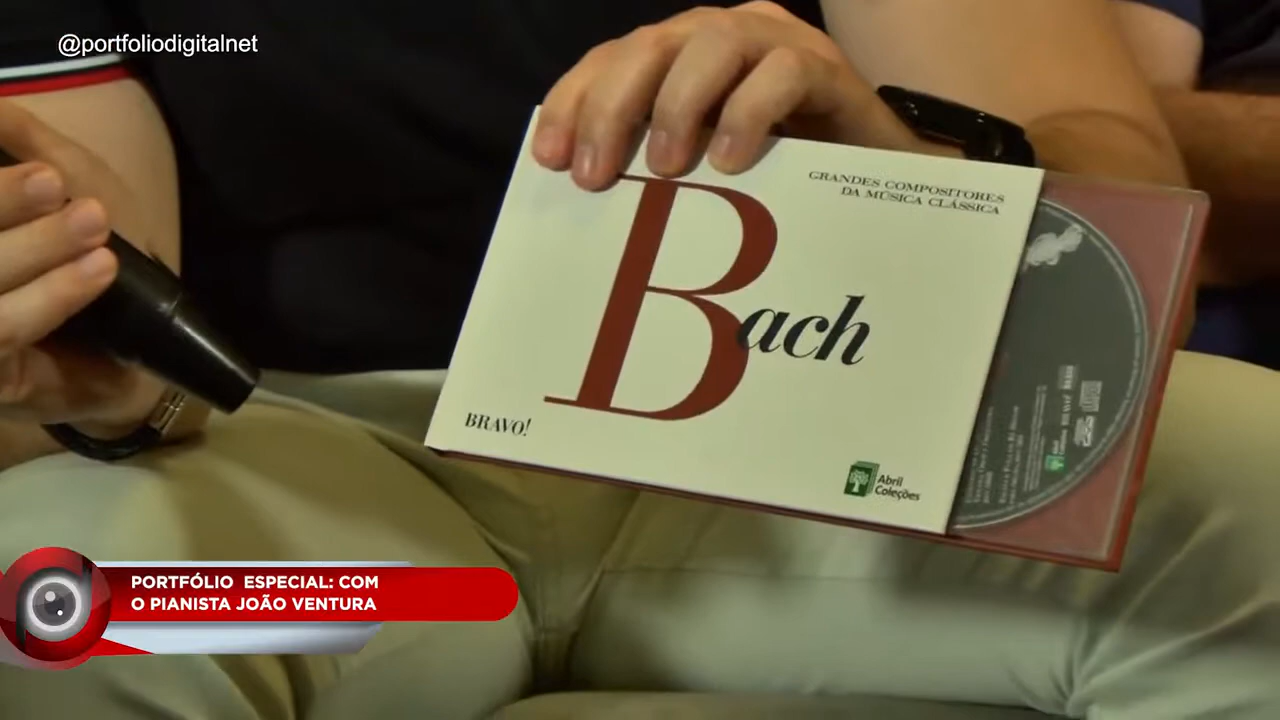 @portfoliodigitalnet
GRANDES COMPOSITORES
DA MÚSICA CLÁSSICA
Bach
BRAVO!
Abril
Coleções
PORTFÓLIO ESPECIAL: COM
O PIANISTA JOÃO VENTURA